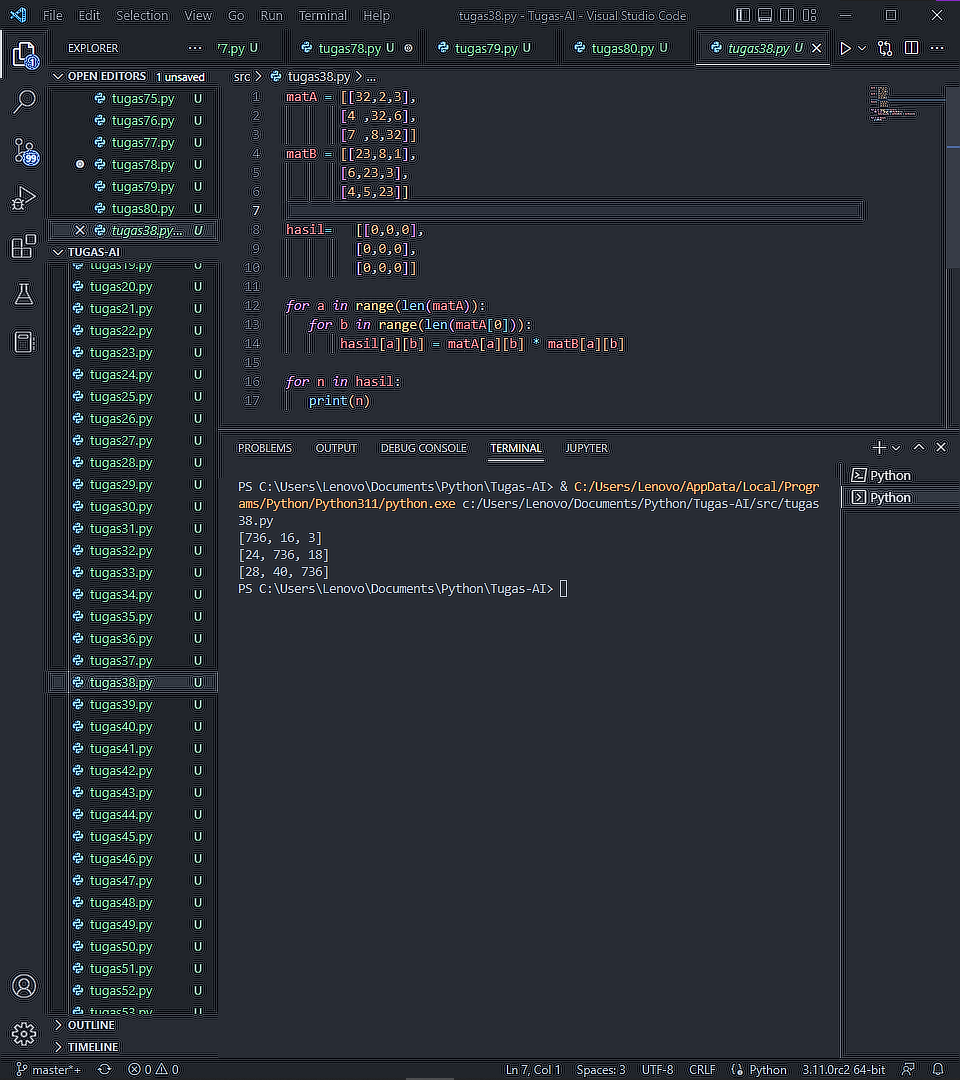 File Edit Selection View Go Run Terminal Help tugas38.py - Tugas-AI - Visual Studio Code
EXPLORER ... 7.py U tugas78.py U tugas79.py U tugas80.py U tugas38.py U
1
OPEN EDITORS 1 unsaved
src > tugas38.py > ...
tugas75.py U
tugas76.py U
tugas77.py U
99
tugas78.py U
tugas79.py U
tugas80.py U
tugas38.py... U
TUGAS-AI
tugas19.py U
tugas20.py U
tugas21.py U
tugas22.py U
tugas23.py U
tugas24.py U
tugas25.py U
tugas26.py U
tugas27.py U
tugas28.py U
tugas29.py U
tugas30.py U
tugas31.py U
tugas32.py U
tugas33.py U
tugas34.py U
tugas35.py U
tugas36.py U
tugas37.py U
tugas38.py U
tugas39.py U
tugas40.py U
tugas41.py U
tugas42.py U
tugas43.py U
tugas44.py U
tugas45.py U
tugas46.py U
tugas47.py U
tugas48.py U
tugas49.py U
tugas50.py U
tugas51.py U
tugas52.py U
tugas53.py U
OUTLINE
TIMELINE
1 matA = [[32,2,3],
2 [4 ,32,6],
3 [7 ,8,32]]
4 matB = [[23,8,1],
5 [6,23,3],
6 [4,5,23]]
7
8 hasil= [[0,0,0],
9 [0,0,0],
10 [0,0,0]]
11
12 for a in range(len(matA)):
13 for b in range(len(matA[0])):
14 hasil[a][b] = matA[a][b] * matB[a][b]
15
16 for n in hasil:
17 print(n)
PROBLEMS OUTPUT DEBUG CONSOLE TERMINAL JUPYTER
PS C:\Users\Lenovo\Documents\Python\Tugas-AI> & C:/Users/Lenovo/AppData/Local/Progr
ams/Python/Python311/python.exe c:/Users/Lenovo/Documents/Python/Tugas-AI/src/tugas
38.py
[736, 16, 3]
[24, 736, 18]
[28, 40, 736]
PS C:\Users\Lenovo\Documents\Python\Tugas-AI>
Python
Python
master*+ 0 0 Ln 7, Col 1 Spaces: 3 UTF-8 CRLF Python 3.11.0rc2 64-bit